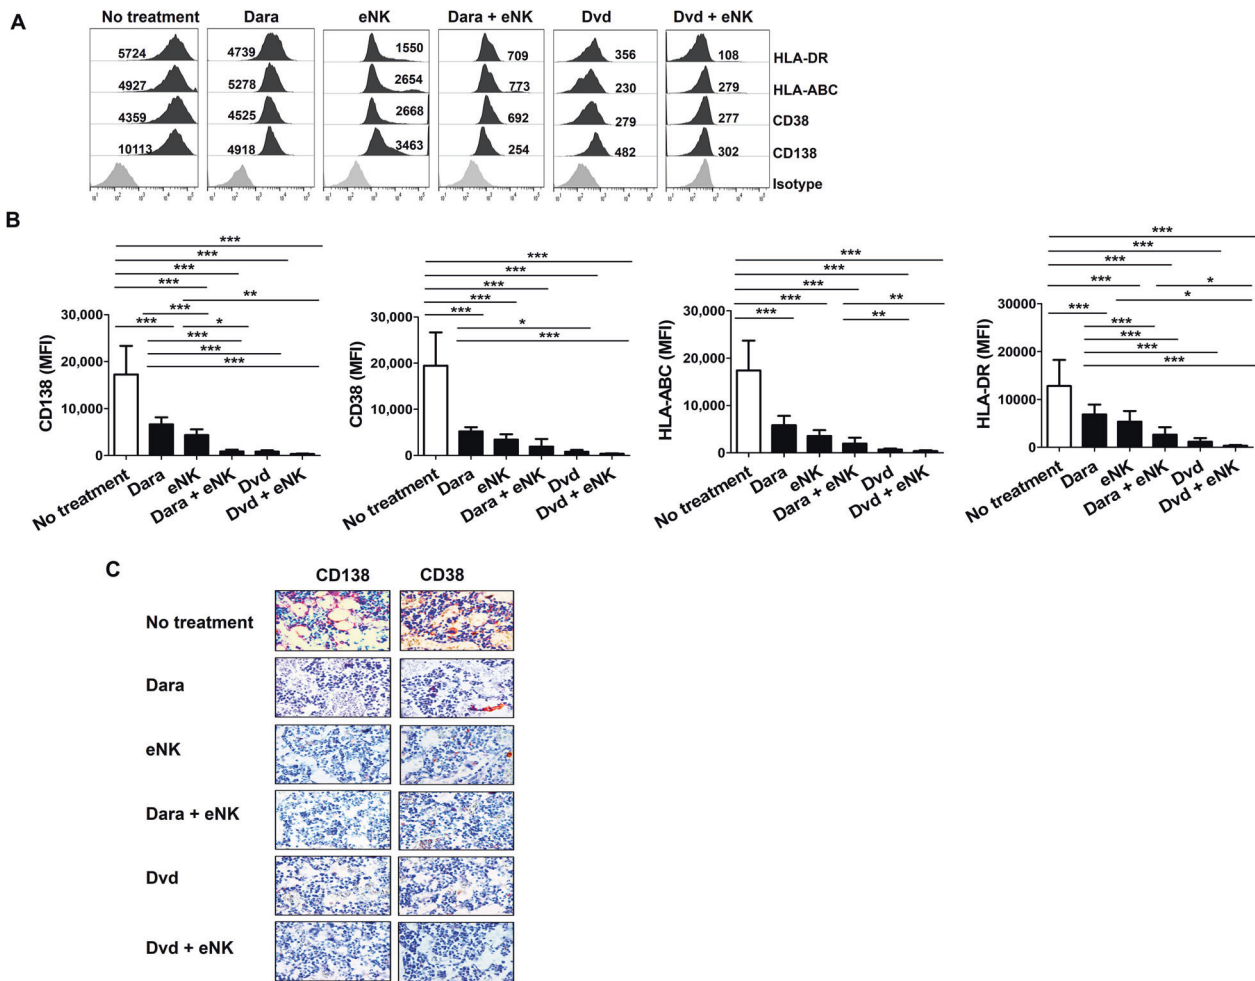 A
No treatment Dara eNK Dara + eNK Dvd Dvd + eNK
5724 4739 1550 709 356 108 HLA-DR
4927 5278 2654 773 230 279 HLA-ABC
4359 4525 2668 692 279 277 CD38
10113 4918 3463 254 482 302 CD138
Isotype
B
*** *** *** *** ** *** *** * *** *** ***
CD138 (MFI)
30,000
20,000
10,000
0
No treatment Dara eNK Dara + eNK Dvd Dvd + eNK
*** *** *** *** *** * ***
CD38 (MFI)
30,000
20,000
10,000
0
No treatment Dara eNK Dara + eNK Dvd Dvd + eNK
*** *** *** *** ** *** **
HLA-ABC (MFI)
30,000
20,000
10,000
0
No treatment Dara eNK Dara + eNK Dvd Dvd + eNK
*** *** *** *** * * *** *** *** *** ***
HLA-DR (MFI)
30000
20000
10000
0
No treatment Dara eNK Dara + eNK Dvd Dvd + eNK
C
CD138 CD38
No treatment
Dara
eNK
Dara + eNK
Dvd
Dvd + eNK